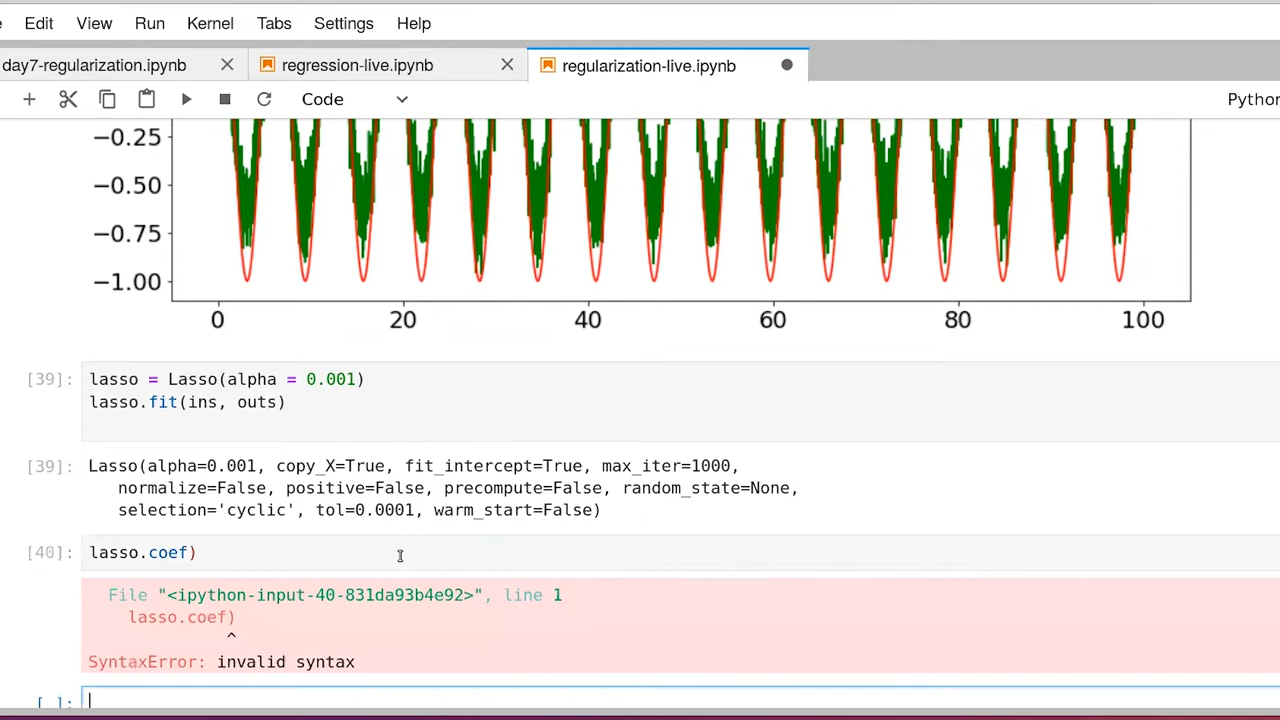 Edit View Run Kernel Tabs Settings Help
day7-regularization.ipynb regression-live.ipynb regularization-live.ipynb
Code Python
−0.25
−0.50
−0.75
−1.00
0 20 40 60 80 100
[39]: lasso = Lasso(alpha = 0.001)
lasso.fit(ins, outs)
[39]: Lasso(alpha=0.001, copy_X=True, fit_intercept=True, max_iter=1000,
normalize=False, positive=False, precompute=False, random_state=None,
selection='cyclic', tol=0.0001, warm_start=False)
[40]: lasso.coef)
File "<ipython-input-40-831da93b4e92>", line 1
lasso.coef)
^
SyntaxError: invalid syntax
[ ]: